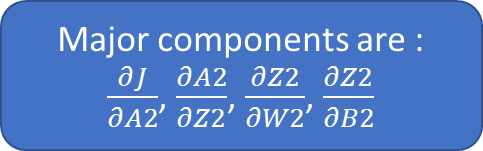 Major components are :
∂J/∂A2, ∂A2/∂Z2, ∂Z2/∂W2, ∂Z2/∂B2